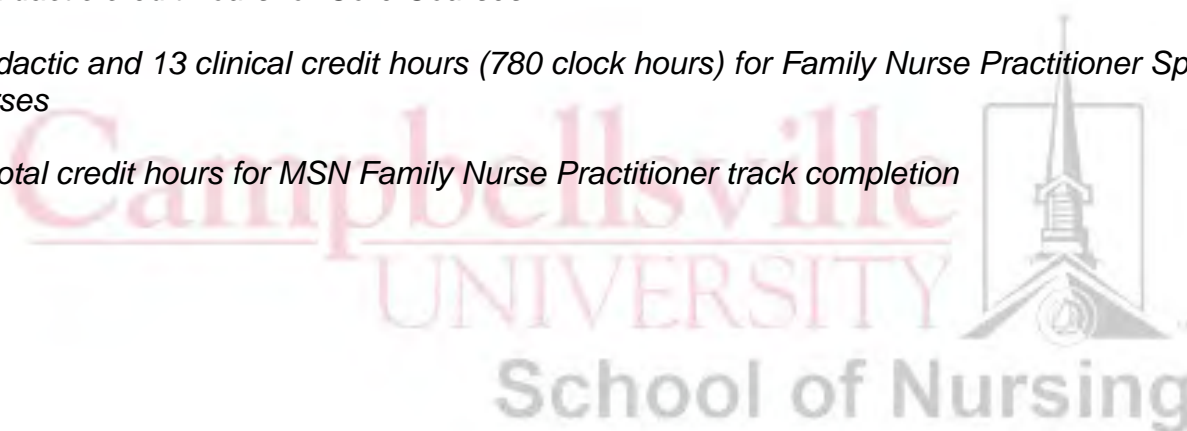 dactic and 13 clinical credit hours (780 clock hours) for Family Nurse Practitioner Sp
rses
otal credit hours for MSN Family Nurse Practitioner track completion
Campbellsville
UNIVERSITY
School of Nursing